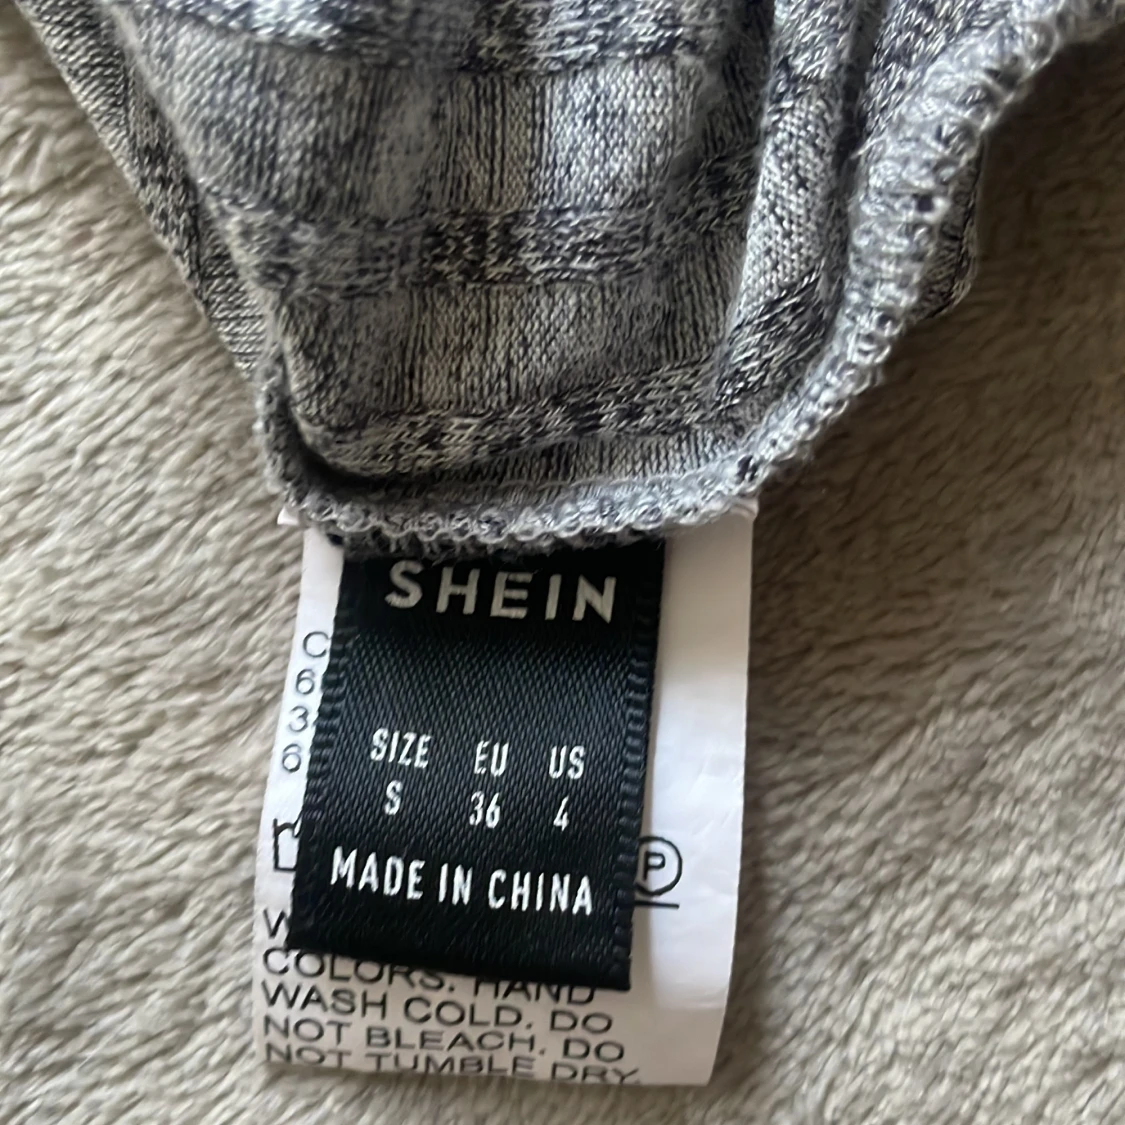 SHEIN
SIZE EU US
S 36 4
MADE IN CHINA
P
COLORS. HAND
WASH COLD. DO
NOT BLEACH. DO
NOT TUMBLE DRY.